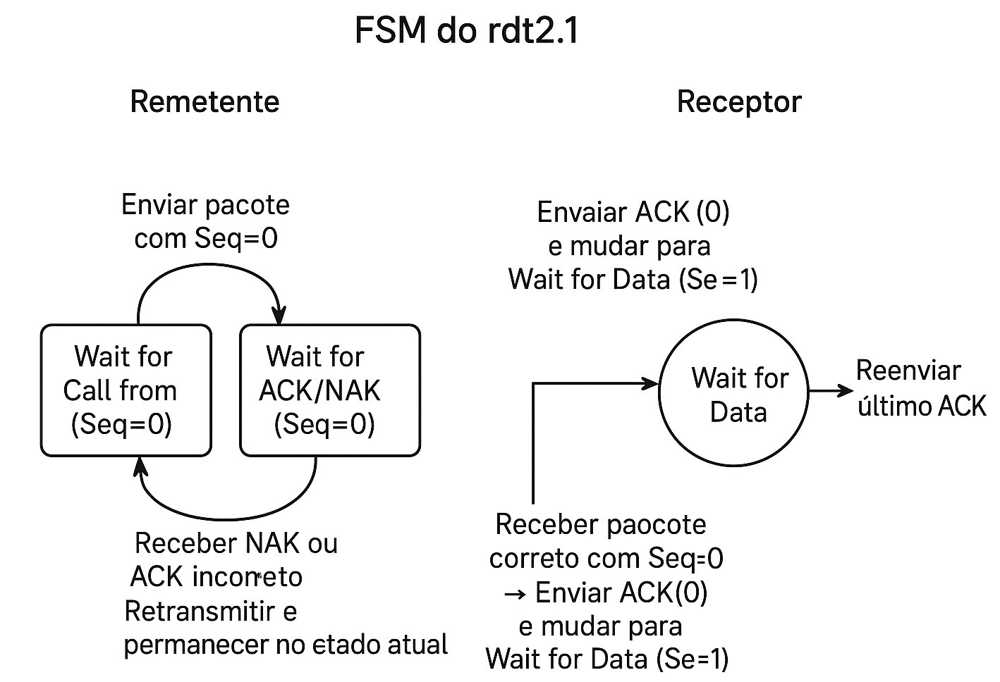 FSM do rdt2.1
Remetente
Enviar pacote
com Seq=0
Wait for
Call from
(Seq=0)
Wait for
ACK/NAK
(Seq=0)
Receber NAK ou
ACK incorreto
Retransmitir e
permanecer no etado atual
Receptor
Envaiar ACK (0)
e mudar para
Wait for Data (Se=1)
Wait for
Data
Reenviar
último ACK
Receber paocote
correto com Seq=0
→ Enviar ACK(0)
e mudar para
Wait for Data (Se=1)